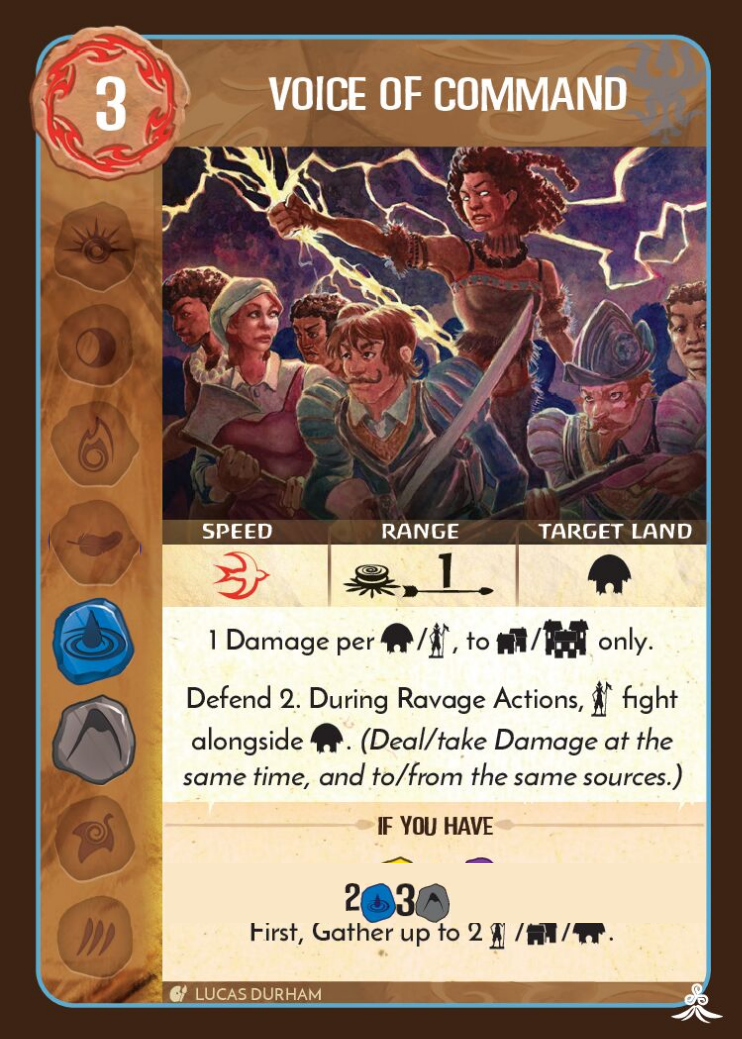 3
VOICE OF COMMAND
SPEED RANGE TARGET LAND
1
1 Damage per / , to / only.
Defend 2. During Ravage Actions, fight
alongside . (Deal/take Damage at the
same time, and to/from the same sources.)
IF YOU HAVE
2 3
First, Gather up to 2 / / .
LUCAS DURHAM